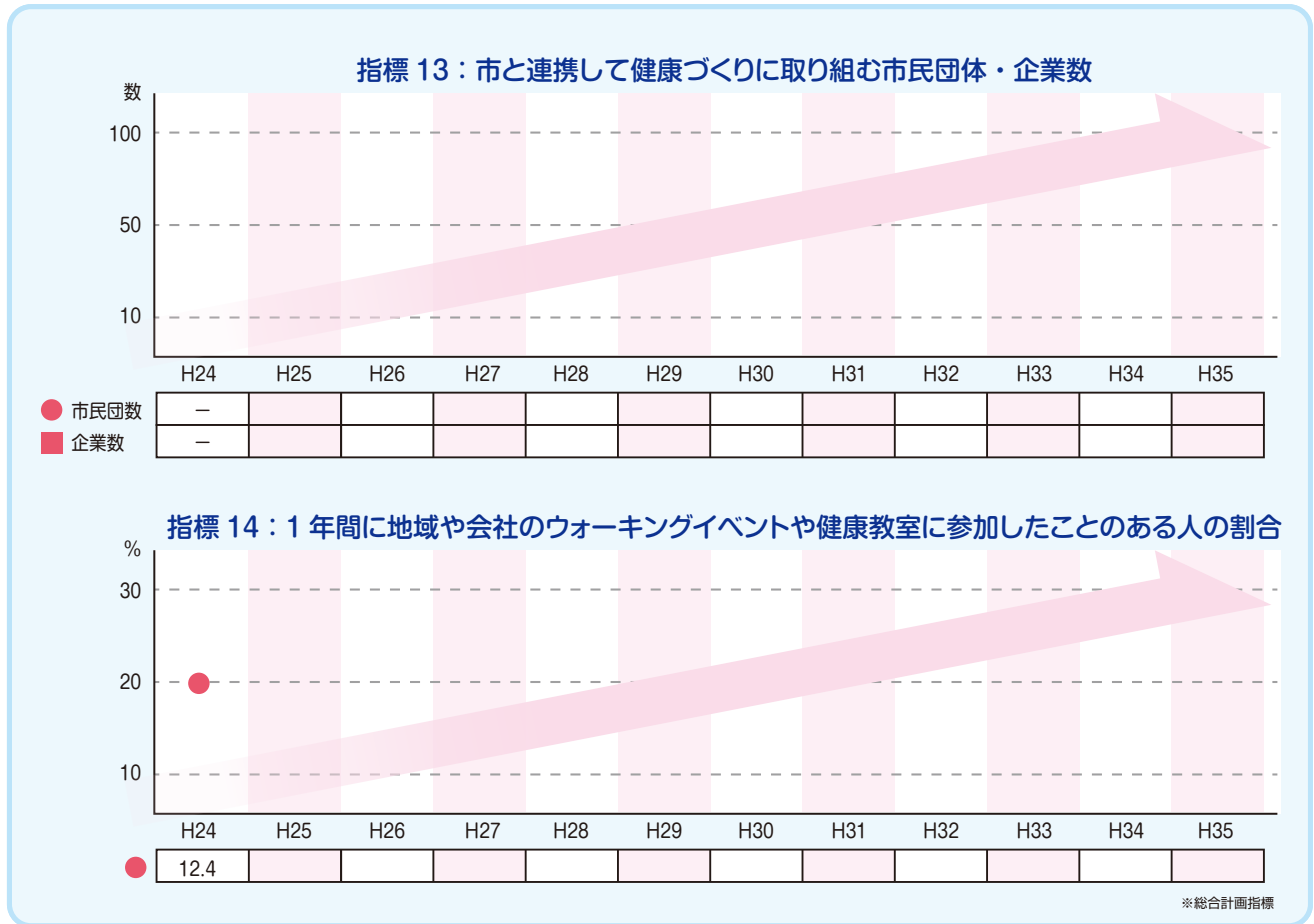 指標 13：市と連携して健康づくりに取り組む市民団体・企業数
数
100
50
10
H24 H25 H26 H27 H28 H29 H30 H31 H32 H33 H34 H35
市民団数 －
企業数 －
指標 14：1 年間に地域や会社のウォーキングイベントや健康教室に参加したことのある人の割合
%
30
20
10
H24 H25 H26 H27 H28 H29 H30 H31 H32 H33 H34 H35
12.4
※総合計画指標